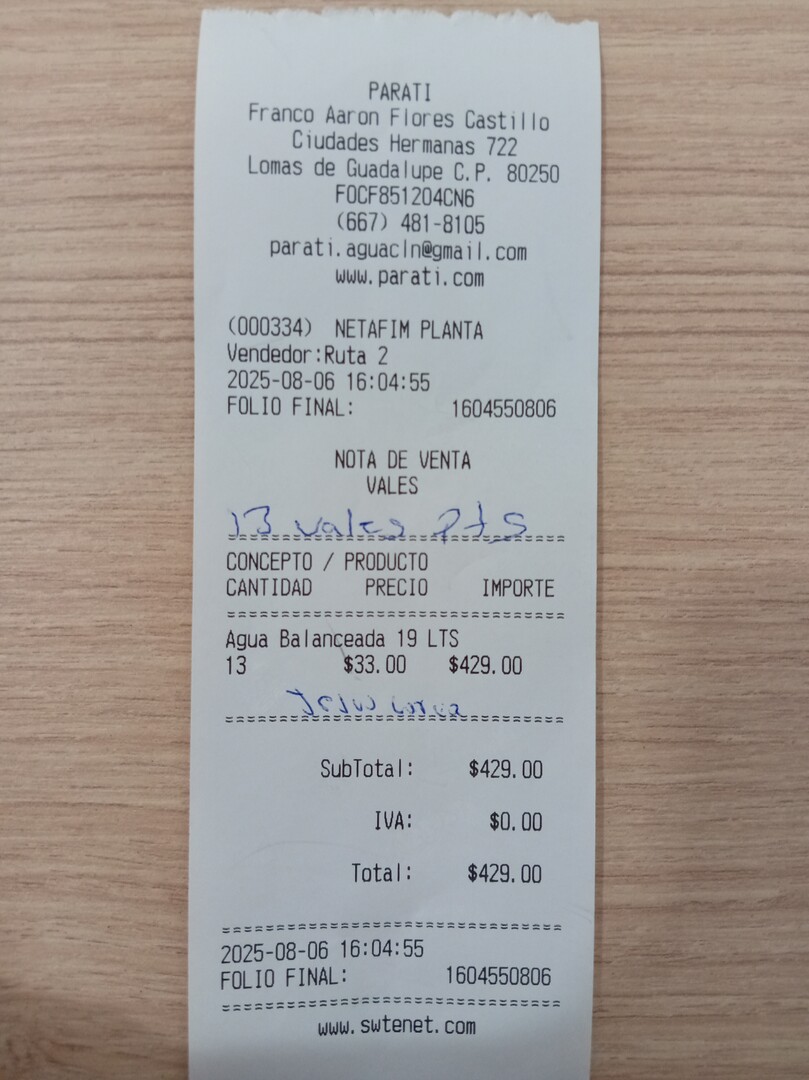 PARATI
Franco Aaron Flores Castillo
Ciudades Hermanas 722
Lomas de Guadalupe C.P. 80250
FOCF851204CN6
(667) 481-8105
parati.aguacln@gmail.com
www.parati.com
(000334) NETAFIM PLANTA
Vendedor:Ruta 2
2025-08-06 16:04:55
FOLIO FINAL: 1604550806
NOTA DE VENTA
VALES
13 vales Pts
CONCEPTO / PRODUCTO
CANTIDAD PRECIO IMPORTE
Agua Balanceada 19 LTS
13 $33.00 $429.00
SubTotal: $429.00
IVA: $0.00
Total: $429.00
2025-08-06 16:04:55
FOLIO FINAL: 1604550806
www.swtenet.com